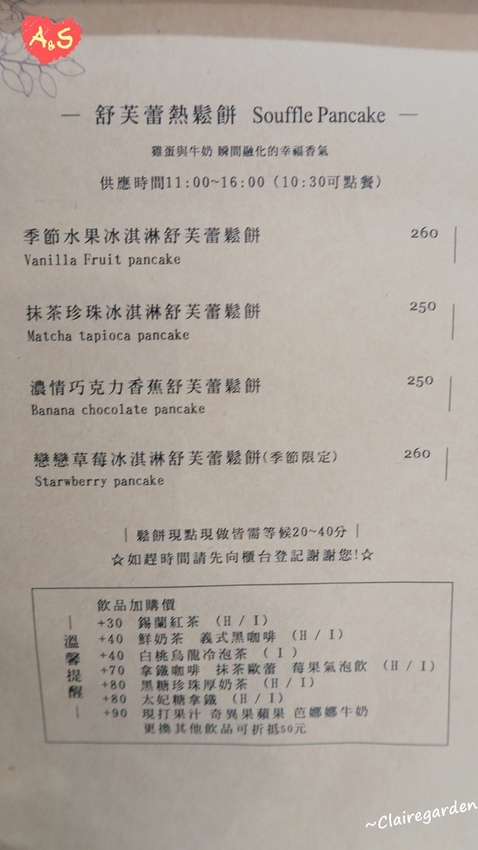 A&S
— 舒芙蕾熱鬆餅 Souffle Pancake —
雞蛋與牛奶 瞬間融化的幸福香氣
供應時間11:00~16:00 (10:30可點餐)
季節水果冰淇淋舒芙蕾鬆餅 260
Vanilla Fruit pancake
抹茶珍珠冰淇淋舒芙蕾鬆餅 250
Matcha tapioca pancake
濃情巧克力香蕉舒芙蕾鬆餅 250
Banana chocolate pancake
戀戀草莓冰淇淋舒芙蕾鬆餅(季節限定) 260
Starwberry pancake
| 鬆餅現點現做皆需等候20~40分 |
☆如趕時間請先向櫃台登記謝謝您!☆
|溫馨提醒|
飲品加購價
+30 錫蘭紅茶 (H / I)
+40 鮮奶茶 義式黑咖啡 (H / I)
+40 白桃烏龍冷泡茶 ( I )
+70 拿鐵咖啡 抹茶歐蕾 莓果氣泡飲 (H / I)
+80 黑糖珍珠厚奶茶 (H / I)
+80 太妃糖拿鐵 (H / I)
+90 現打果汁 奇異果蘋果 芭娜娜牛奶
更換其他飲品可折抵50元
~Clairegarden